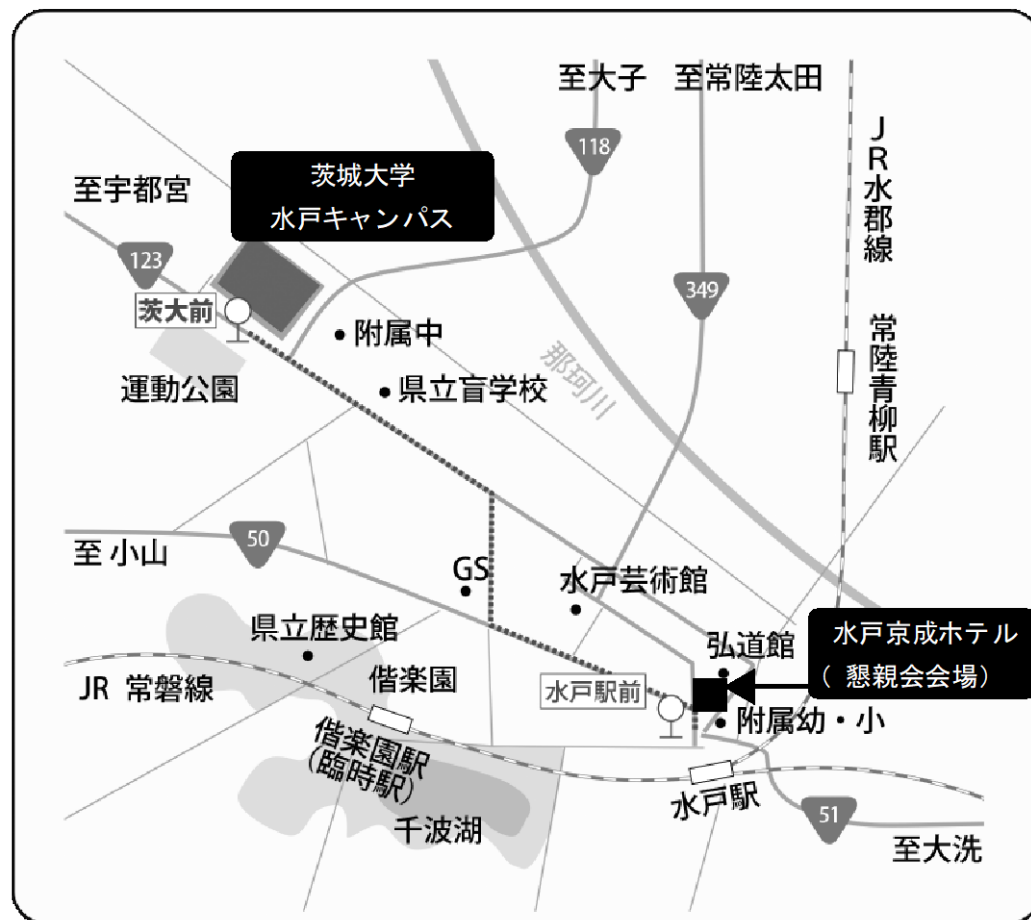 至大子
至常陸太田
118
JR水郡線
茨城大学
水戸キャンパス
至宇都宮
123
349
茨大前
附属中
那珂川
常陸青柳駅
運動公園
県立盲学校
50
至 小山
GS
水戸芸術館
県立歴史館
弘道館
水戸京成ホテル
( 懇親会会場)
JR 常磐線
偕楽園
水戸駅前
附属幼・小
偕楽園駅
(臨時駅)
水戸駅
千波湖
51
至大洗